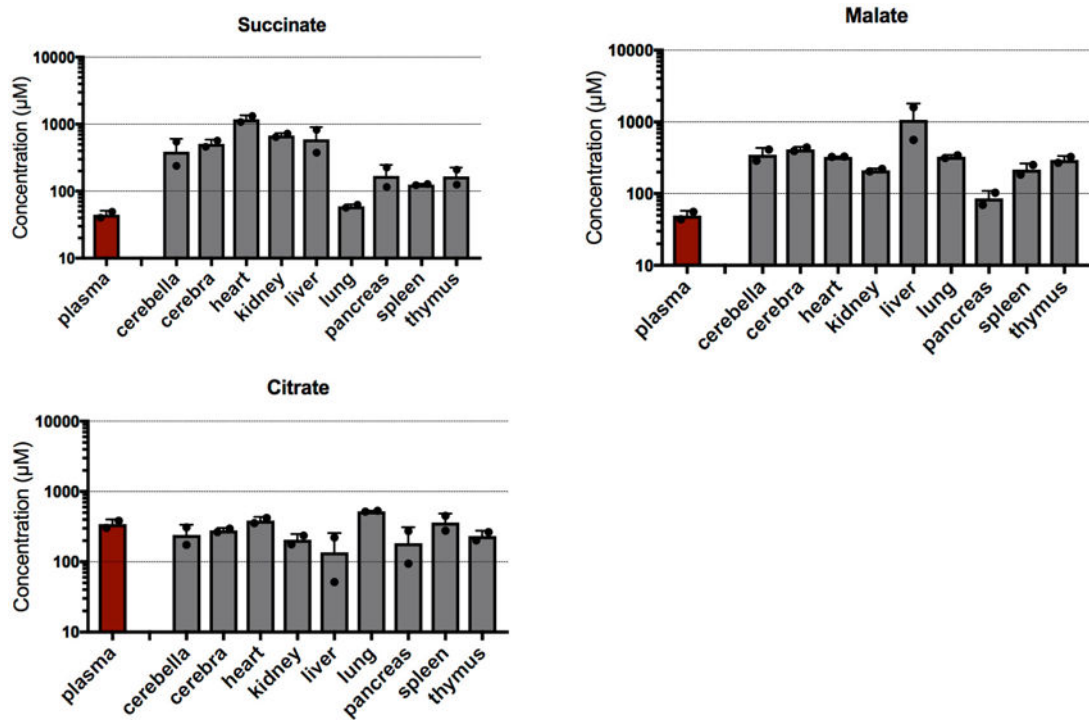 Succinate
Concentration (µM)
10000
1000
100
10
plasma
cerebella
cerebra
heart
kidney
liver
lung
pancreas
spleen
thymus
Malate
Concentration (µM)
10000
1000
100
10
plasma
cerebella
cerebra
heart
kidney
liver
lung
pancreas
spleen
thymus
Citrate
Concentration (µM)
10000
1000
100
10
plasma
cerebella
cerebra
heart
kidney
liver
lung
pancreas
spleen
thymus